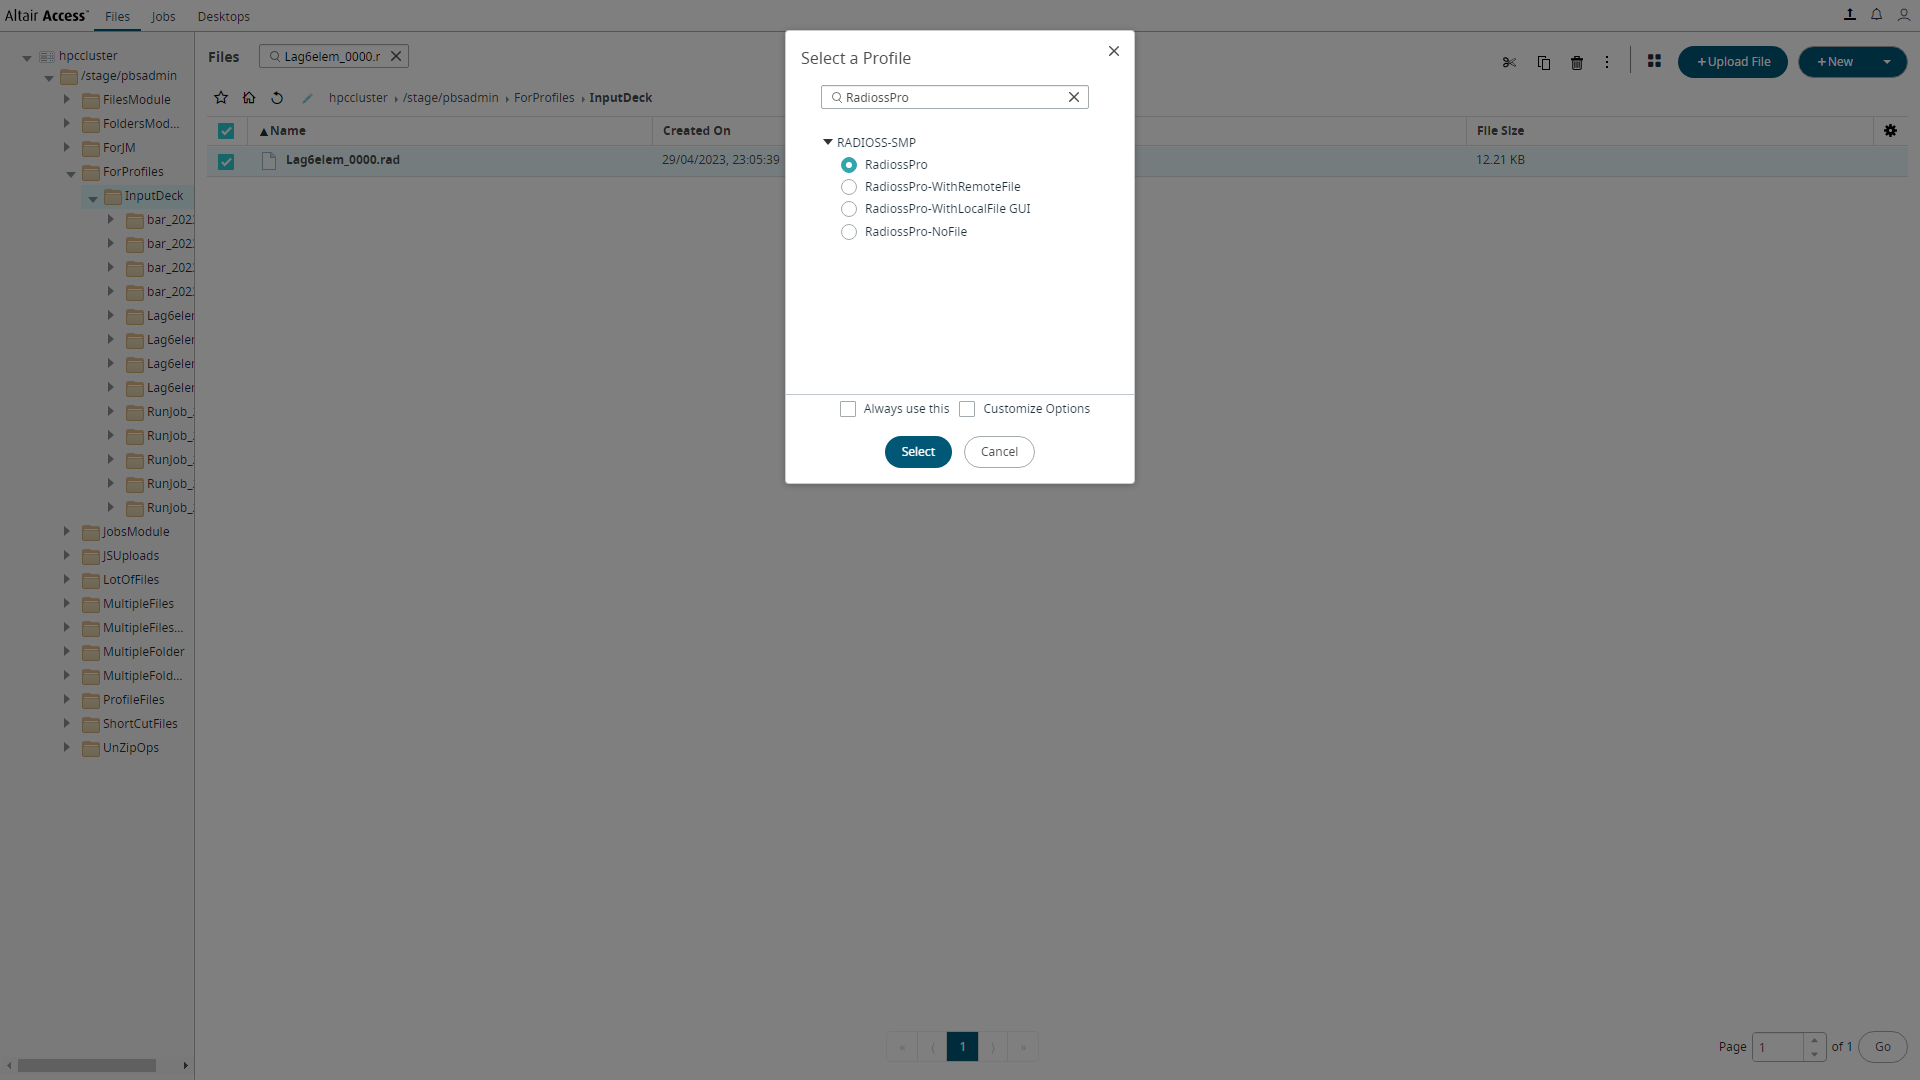 Altair Access™ Files Jobs Desktops
hpccluster
/stage/pbsadmin
FilesModule
FoldersMod...
ForJM
ForProfiles
InputDeck
bar_202
bar_202
bar_202
bar_202
Lag6eler
Lag6eler
Lag6eler
Lag6eler
RunJob_
RunJob_
RunJob_
RunJob_
RunJob_
JobsModule
JSUploads
LotOfFiles
MultipleFiles
MultipleFiles...
MultipleFolder
MultipleFold...
ProfileFiles
ShortCutFiles
UnZipOps
Files Lag6elem_0000.r
+Upload File +New
hpccluster › /stage/pbsadmin › ForProfiles › InputDeck
Name Created On File Size
Lag6elem_0000.rad 29/04/2023, 23:05:39 12.21 KB
Select a Profile
RadiossPro
RADIOSS-SMP
RadiossPro
RadiossPro-WithRemoteFile
RadiossPro-WithLocalFile GUI
RadiossPro-NoFile
Always use this Customize Options
Select Cancel
« ⟨ 1 ⟩ » Page 1 of 1 Go